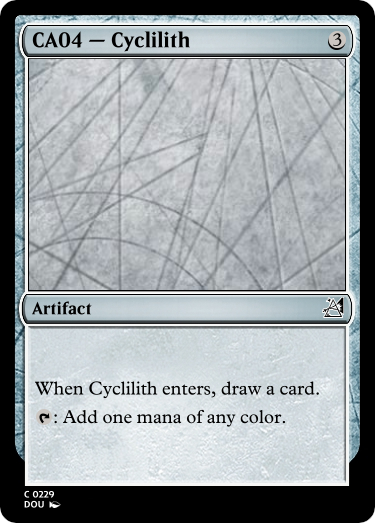 CA04 — Cyclilith 3
Artifact
When Cyclilith enters, draw a card.
: Add one mana of any color.
C 0229
DOU